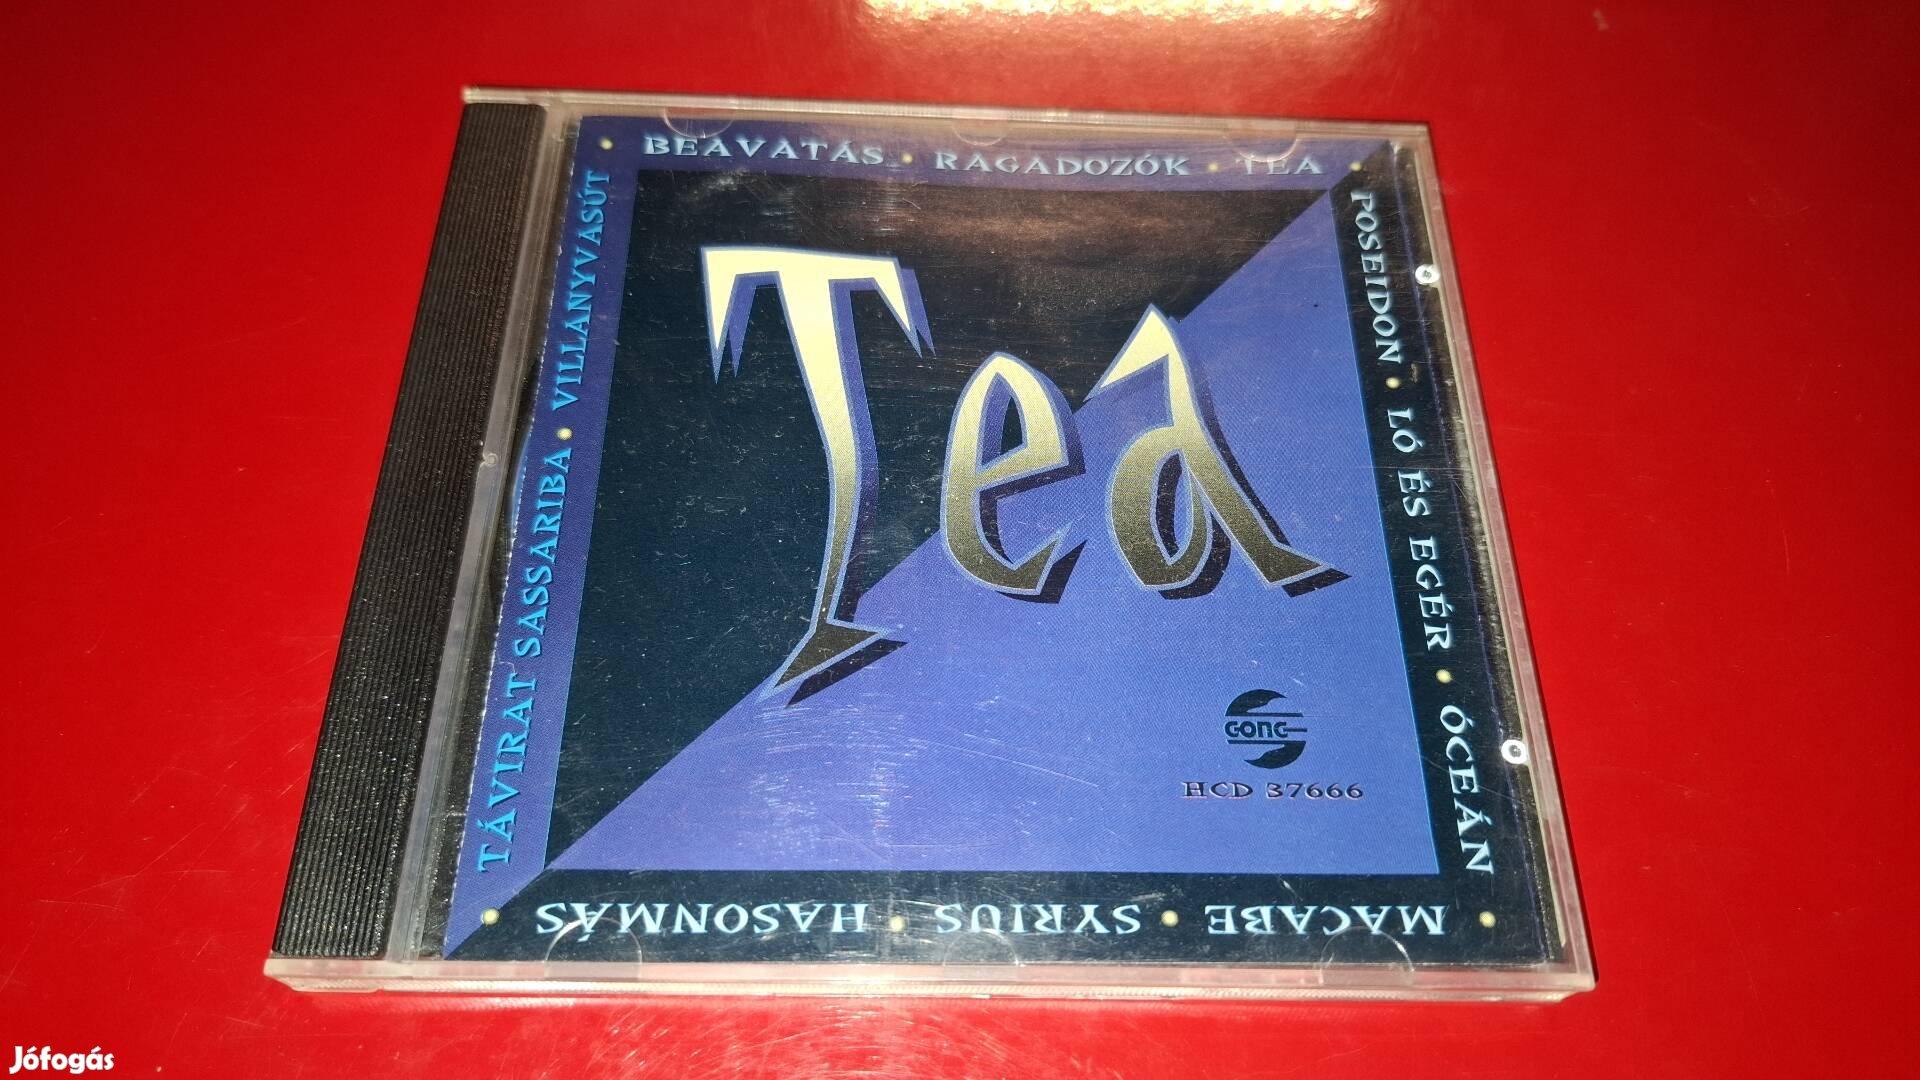 • BEAVATÁS • RAGADOZÓK • TEA •
POSEIDON • LÓ ÉS EGÉR • ÓCEÁN
• MACABE • SYRIUS • HASONMÁS •
TÁVIRAT SASSARIBA • VILLANYVASÚT
Tea
GONG
HCD 37666
Jófogás